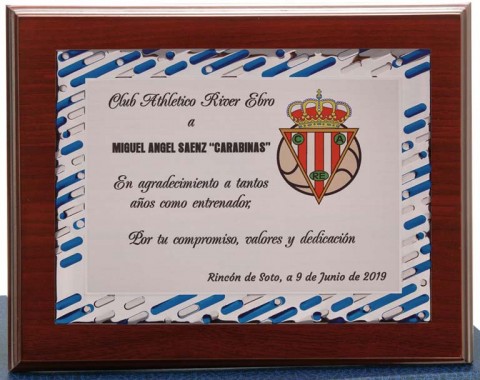 Club Athletico River Ebro
a
MIGUEL ANGEL SAENZ "CARABINAS"
C A
RE
En agradecimiento a tantos
años como entrenador,
Por tu compromiso, valores y dedicación
Rincón de Soto, a 9 de Junio de 2019